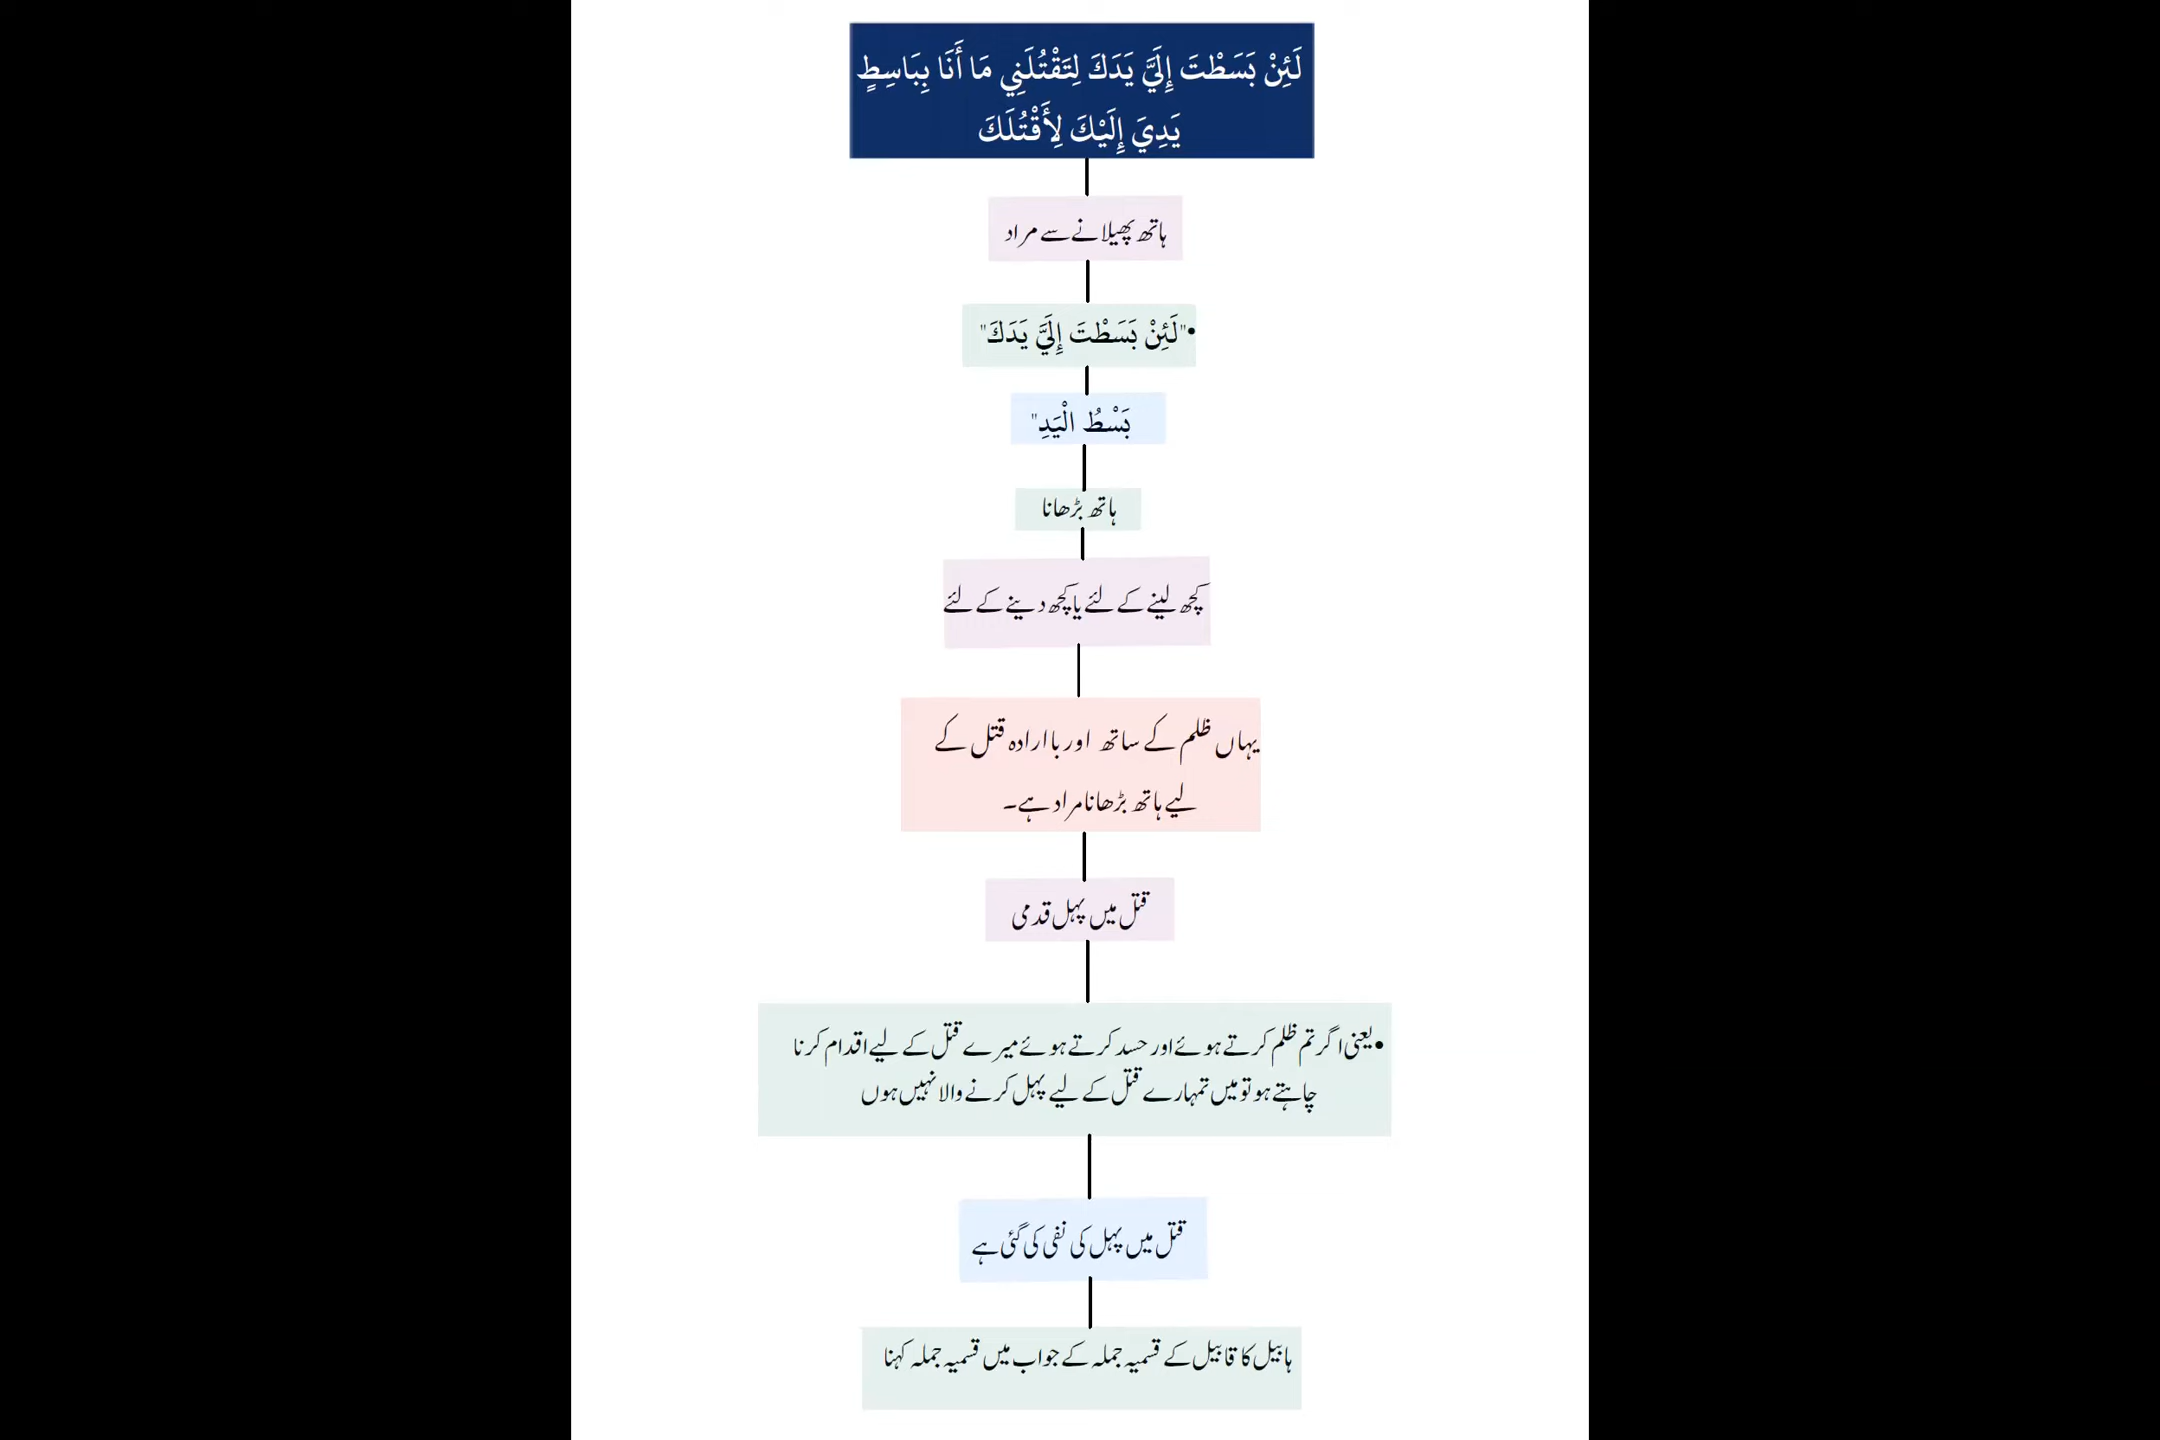 لَئِنْ بَسَطْتَ إِلَيَّ يَدَكَ لِتَقْتُلَنِي مَا أَنَا بِبَاسِطٍ
يَدِيَ إِلَيْكَ لِأَقْتُلَكَ
ہاتھ پھیلانے سے مراد
•"لَئِنْ بَسَطْتَ إِلَيَّ يَدَكَ"
بَسْطُ الْيَدِ"
ہاتھ بڑھانا
کچھ لینے کے لئے یا کچھ دینے کے لئے
یہاں ظلم کے ساتھ اور با ارادہ قتل کے
لیے ہاتھ بڑھانا مراد ہے۔
قتل میں پہل قدمی
•یعنی اگر تم ظلم کرتے ہوئے اور حسد کرتے ہوئے میرے قتل کے لیے اقدام کرنا
چاہتے ہو تو میں تمہارے قتل کے لیے پہل کرنے والا نہیں ہوں
قتل میں پہل کی نفی کی گئی ہے
ہابیل کا قابیل کے قسمیہ جملہ کے جواب میں قسمیہ جملہ کہنا